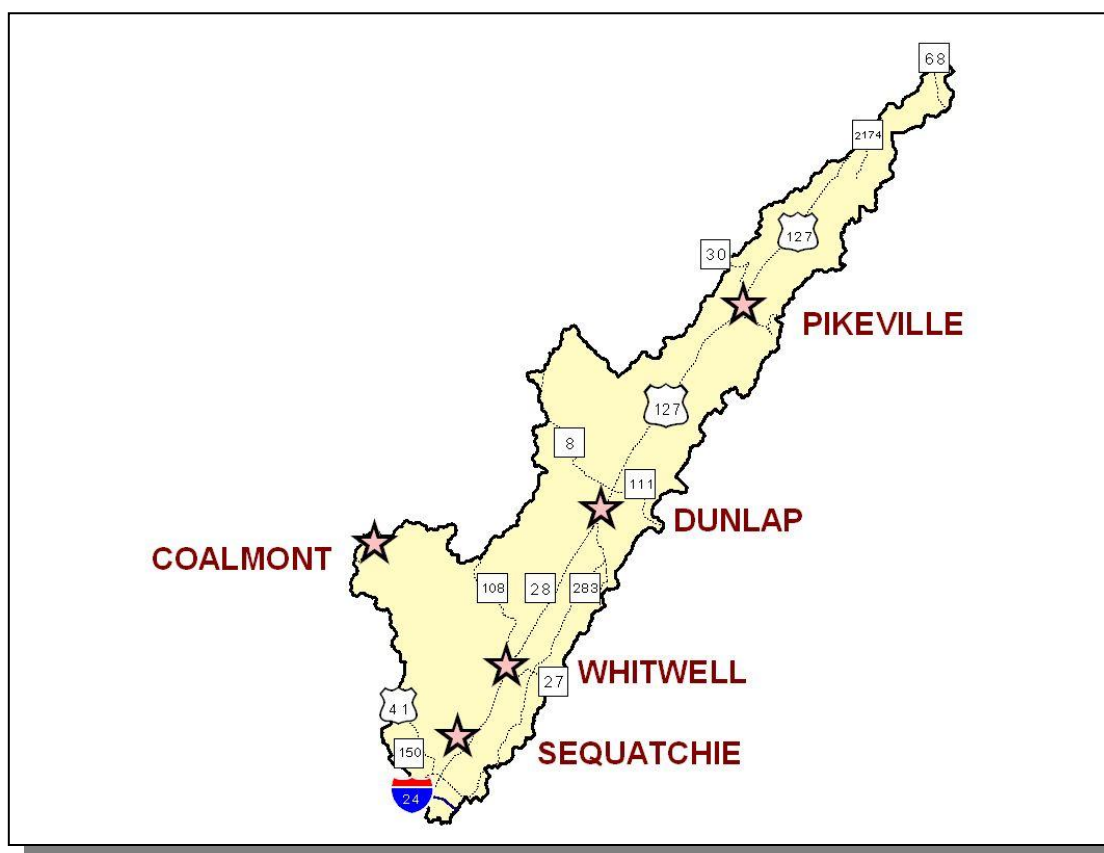 68
2174
127
30
PIKEVILLE
127
8
111
DUNLAP
COALMONT
108
28
283
WHITWELL
27
41
SEQUATCHIE
150
24